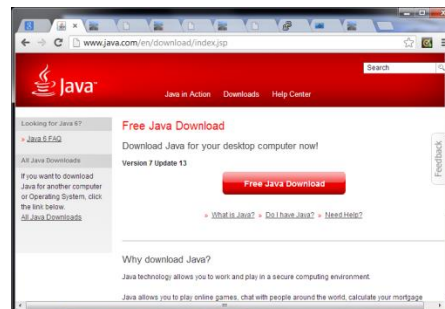 www.java.com/en/download/index.jsp
Search
Java
Java in Action Downloads Help Center
Looking for Java 6?
» Java 6 FAQ
All Java Downloads
If you want to download
Java for another computer
or Operating System, click
the link below.
All Java Downloads
Free Java Download
Download Java for your desktop computer now!
Version 7 Update 13
Free Java Download
» What is Java? » Do I have Java? » Need Help?
Feedback
Why download Java?
Java technology allows you to work and play in a secure computing environment.
Java allows you to play online games, chat with people around the world, calculate your mortgage